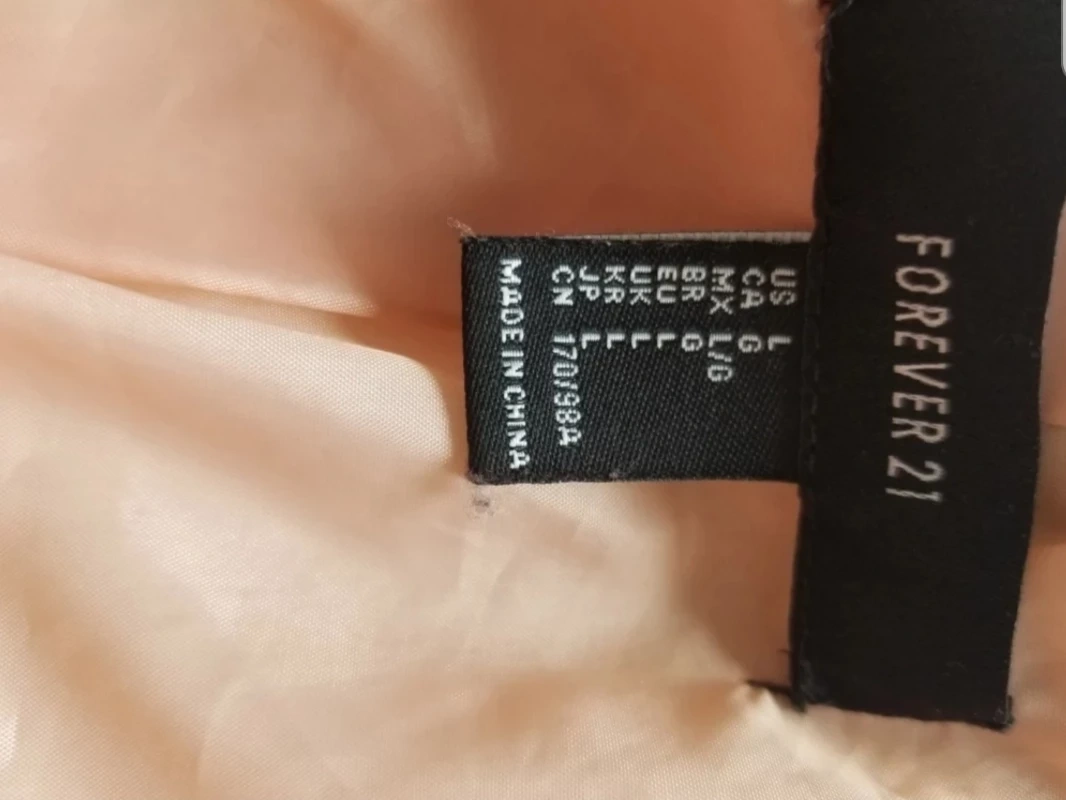 FOREVER 21
US L
CA G
MX L/G
BR G
EU L
UK L
KR L
JP L
CN 170/98A
MADE IN CHINA